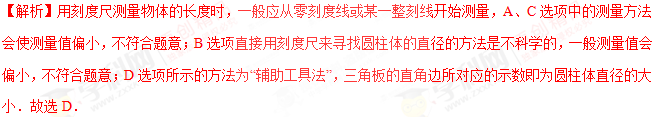 【解析】用刻度尺测量物体的长度时,一般应从零刻度线或某一整刻线开始测量,A、C 选项中的测量方法
会使测量值偏小,不符合题意;B 选项直接用刻度尺来寻找圆柱体的直径的方法是不科学的,一般测量值会
偏小,不符合题意;D 选项所示的方法为“辅助工具法”,三角板的直角边所对应的示数即为圆柱体直径的大
小.故选 D.